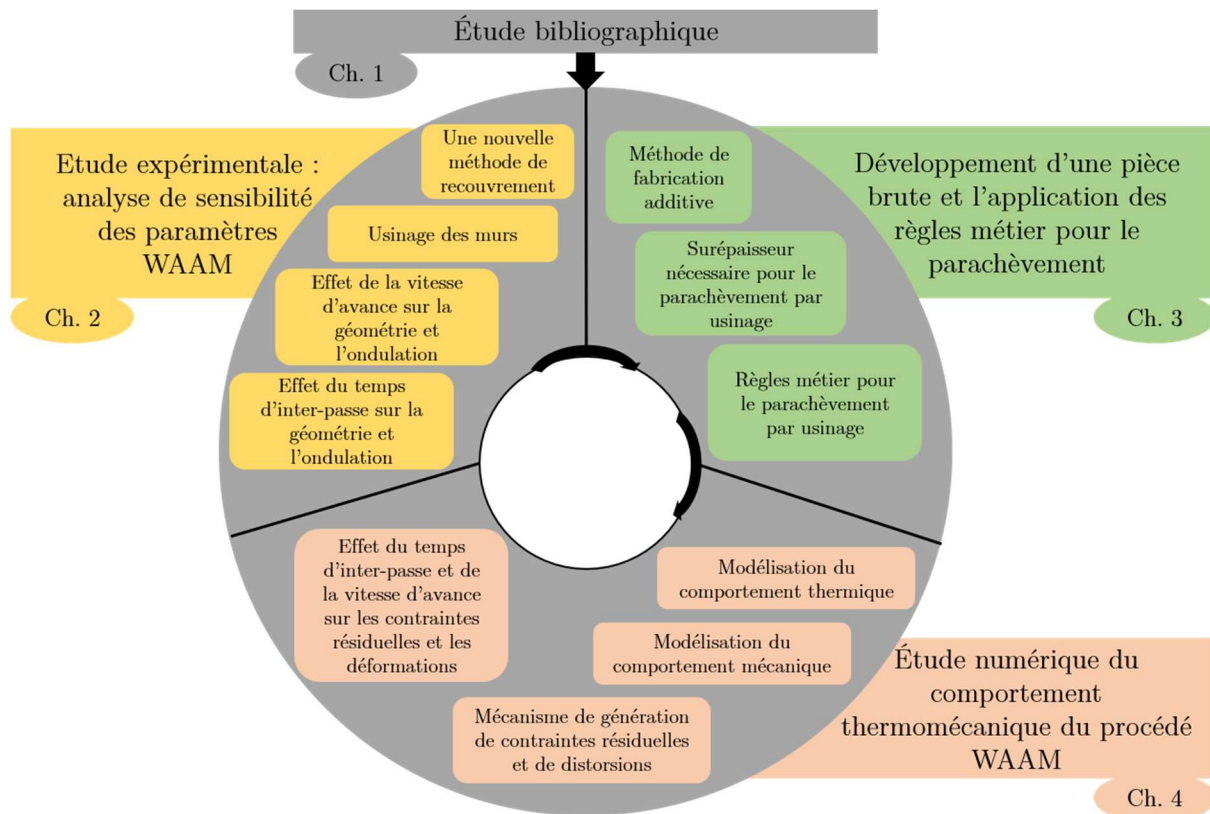 Étude bibliographique
Ch. 1
Etude expérimentale :
analyse de sensibilité
des paramètres
WAAM
Ch. 2
Une nouvelle
méthode de
recouvrement
Usinage des murs
Effet de la vitesse
d'avance sur la
géométrie et
l'ondulation
Effet du temps
d'inter-passe sur la
géométrie et
l'ondulation
Développement d'une pièce
brute et l'application des
règles métier pour le
parachèvement
Ch. 3
Méthode de
fabrication
additive
Surépaisseur
nécessaire pour le
parachèvement par
usinage
Règles métier pour
le parachèvement
par usinage
Modélisation du
comportement thermique
Modélisation du
comportement mécanique
Mécanisme de génération
de contraintes résiduelles
et de distorsions
Effet du temps
d'inter-passe et de
la vitesse d'avance
sur les contraintes
résiduelles et les
déformations
Étude numérique du
comportement
thermomécanique du procédé
WAAM
Ch. 4